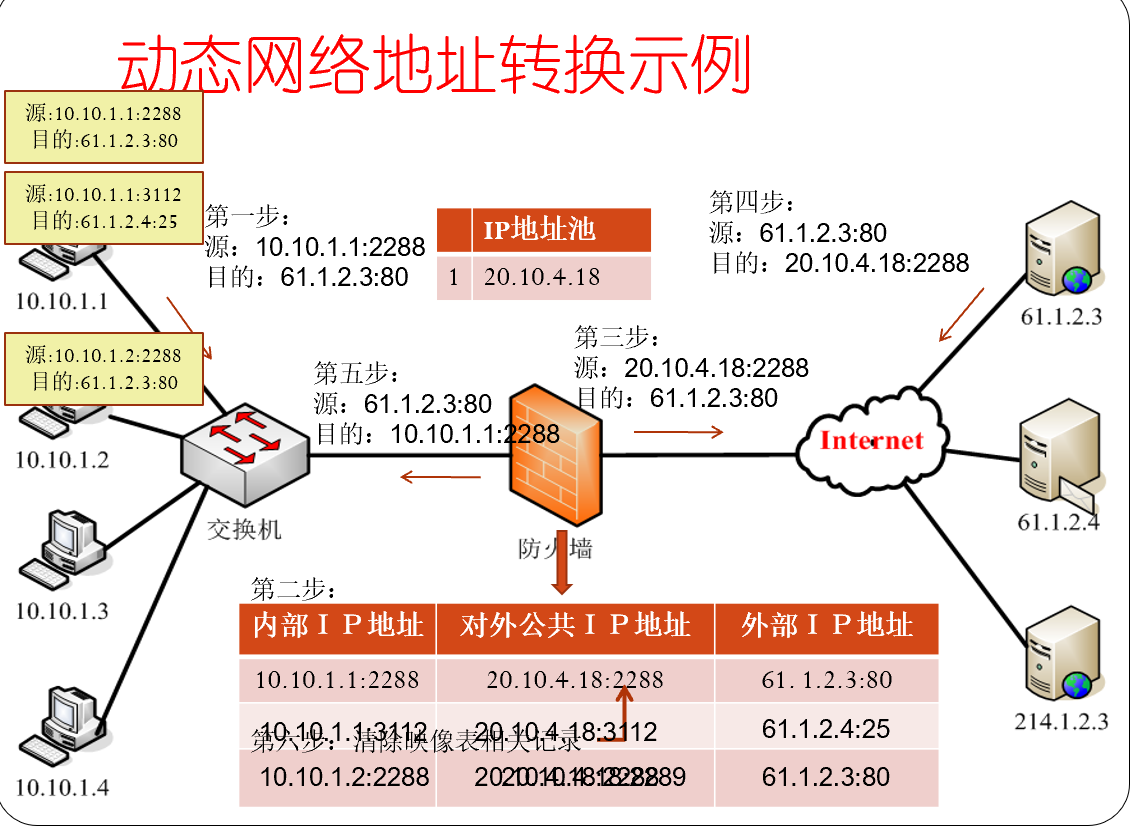 动态网络地址转换示例
源:10.10.1.1:2288
目的:61.1.2.3:80
源:10.10.1.1:3112
目的:61.1.2.4:25
10.10.1.1
第一步：
源：10.10.1.1:2288
目的：61.1.2.3:80
IP地址池
1 20.10.4.18
第四步：
源：61.1.2.3:80
目的：20.10.4.18:2288
61.1.2.3
源:10.10.1.2:2288
目的:61.1.2.3:80
10.10.1.2
第五步：
源：61.1.2.3:80
目的：10.10.1.1:2288
第三步：
源：20.10.4.18:2288
目的：61.1.2.3:80
Internet
61.1.2.4
交换机
防火墙
10.10.1.3
第二步：
内部ＩＰ地址 对外公共ＩＰ地址 外部ＩＰ地址
10.10.1.1:2288 20.10.4.18:2288 61. 1.2.3:80
10.10.1.1:3112 20.10.4.18:3112 61.1.2.4:25
第六步：清除映像表相关记录
10.10.1.2:2288 61.1.2.3:80
214.1.2.3
10.10.1.4